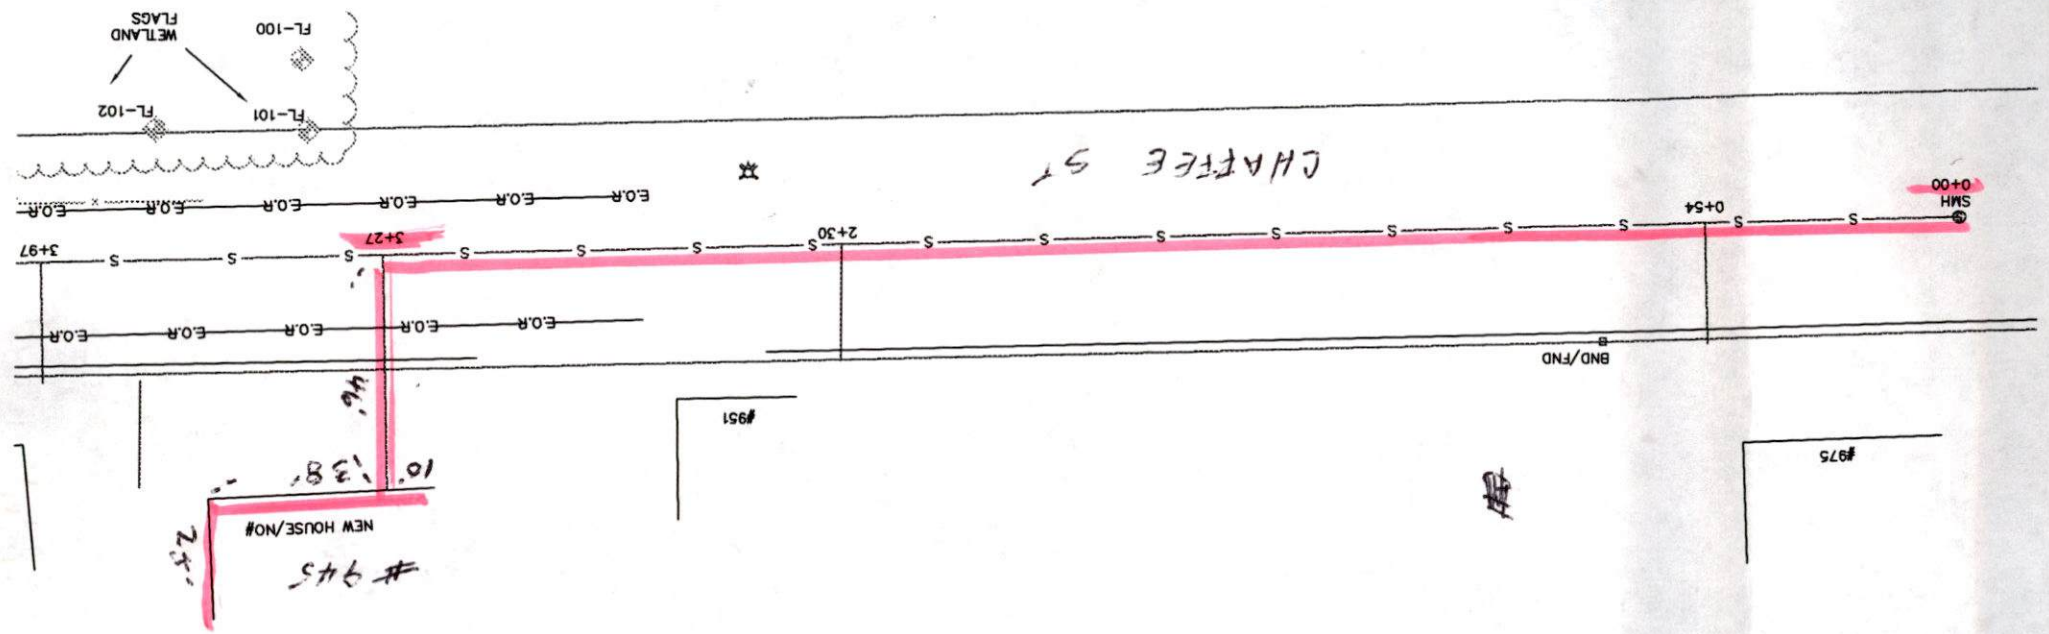 # 945
25'
NEW HOUSE/NO#
#975
#951
10' 38'
46'
BND/FND
E.O.R E.O.R E.O.R E.O.R E.O.R
SMH
0+00
S S 0+54 S S S S S S S 2+30 S S S S 3+27 S S S 3+97
E.O.R E.O.R E.O.R E.O.R E.O.R x E.O.R
CHAFFEE ST
FL-101
FL-102
FL-100
WETLAND
FLAGS